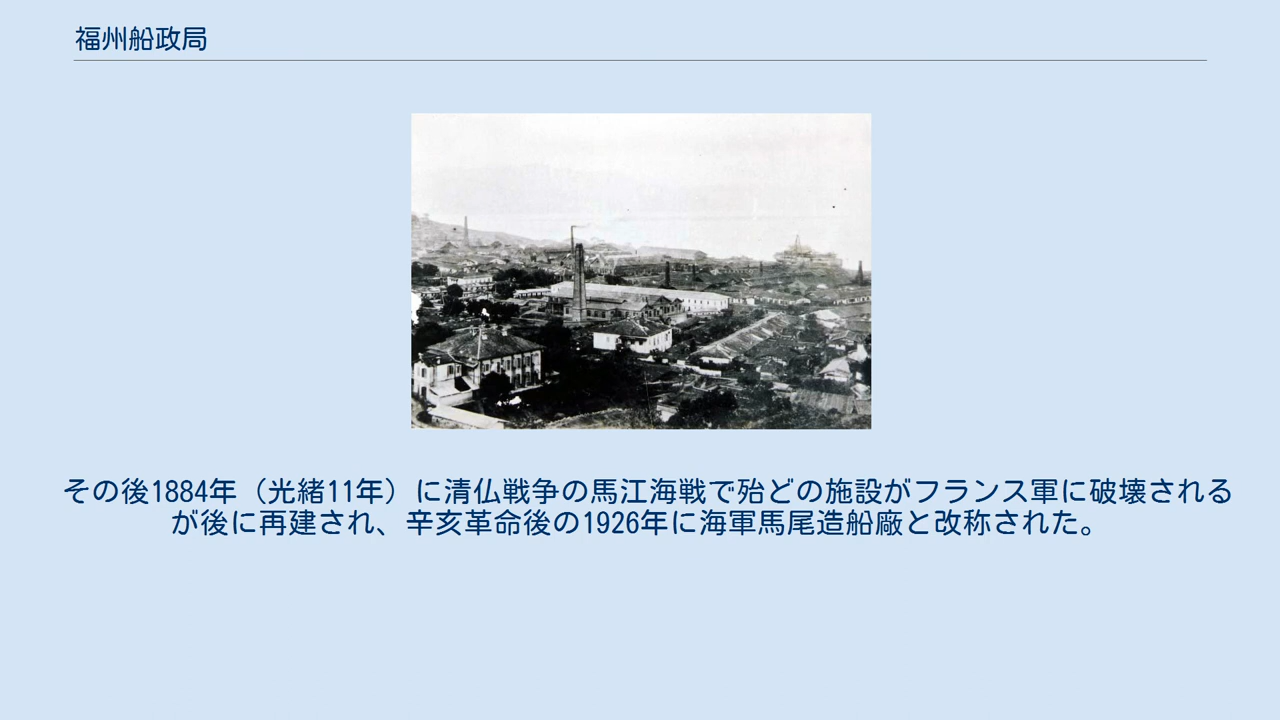 福州船政局
その後1884年（光緒11年）に清仏戦争の馬江海戦で殆どの施設がフランス軍に破壊される
が後に再建され、辛亥革命後の1926年に海軍馬尾造船廠と改称された。